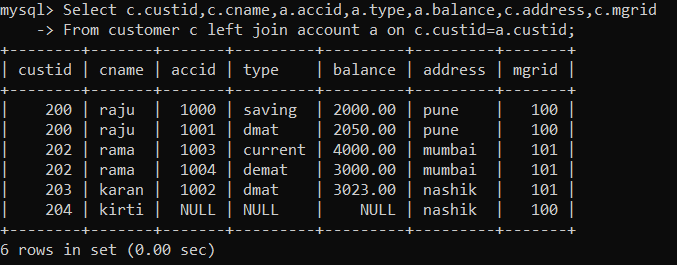 mysql> Select c.custid,c.cname,a.accid,a.type,a.balance,c.address,c.mgrid
    -> From customer c left join account a on c.custid=a.custid;
+--------+-------+-------+---------+---------+---------+-------+
| custid | cname | accid | type    | balance | address | mgrid |
+--------+-------+-------+---------+---------+---------+-------+
|    200 | raju  |  1000 | saving  | 2000.00 | pune    |   100 |
|    200 | raju  |  1001 | dmat    | 2050.00 | pune    |   100 |
|    202 | rama  |  1003 | current | 4000.00 | mumbai  |   101 |
|    202 | rama  |  1004 | demat   | 3000.00 | mumbai  |   101 |
|    203 | karan |  1002 | dmat    | 3023.00 | nashik  |   101 |
|    204 | kirti |  NULL | NULL    |    NULL | nashik  |   100 |
+--------+-------+-------+---------+---------+---------+-------+
6 rows in set (0.00 sec)